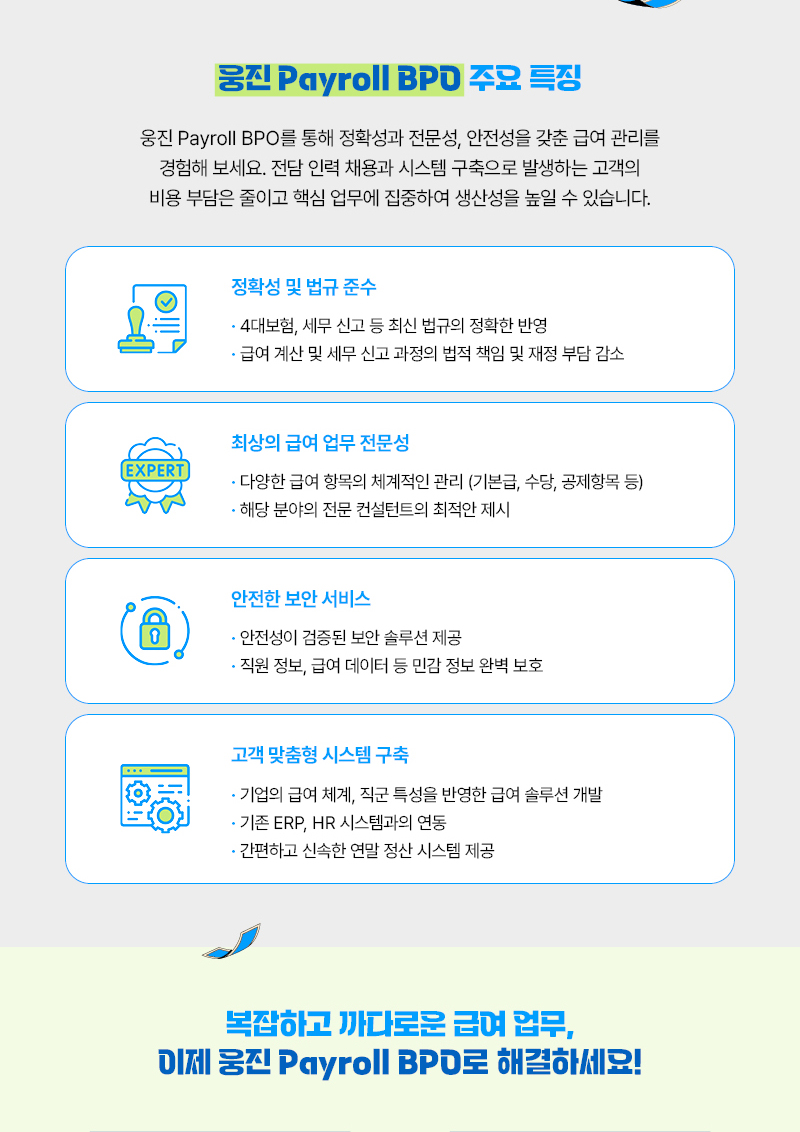 웅진 Payroll BPO 주요 특징
웅진 Payroll BPO를 통해 정확성과 전문성, 안전성을 갖춘 급여 관리를
경험해 보세요. 전담 인력 채용과 시스템 구축으로 발생하는 고객의
비용 부담은 줄이고 핵심 업무에 집중하여 생산성을 높일 수 있습니다.
정확성 및 법규 준수
· 4대보험, 세무 신고 등 최신 법규의 정확한 반영
· 급여 계산 및 세무 신고 과정의 법적 책임 및 재정 부담 감소
EXPERT
최상의 급여 업무 전문성
· 다양한 급여 항목의 체계적인 관리 (기본급, 수당, 공제항목 등)
· 해당 분야의 전문 컨설턴트의 최적안 제시
안전한 보안 서비스
· 안전성이 검증된 보안 솔루션 제공
· 직원 정보, 급여 데이터 등 민감 정보 완벽 보호
고객 맞춤형 시스템 구축
· 기업의 급여 체계, 직군 특성을 반영한 급여 솔루션 개발
· 기존 ERP, HR 시스템과의 연동
· 간편하고 신속한 연말 정산 시스템 제공
복잡하고 까다로운 급여 업무,
이제 웅진 Payroll BPO로 해결하세요!